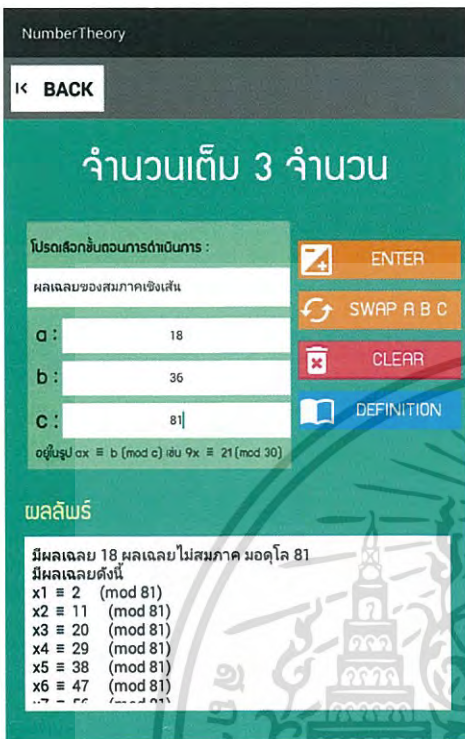 NumberTheory
BACK
จำนวนเต็ม 3 จำนวน
โปรดเลือกขั้นตอนการดำเนินการ :
ผลเฉลยของสมภาคเชิงเส้น
a : 18
b : 36
c : 81
อยู่ในรูป ax ≡ b (mod c) เช่น 9x ≡ 21 (mod 30)
ENTER
SWAP A B C
CLEAR
DEFINITION
ผลลัพธ์
มีผลเฉลย 18 ผลเฉลยไม่สมภาค มอดุโล 81
มีผลเฉลยดังนี้
x1 ≡ 2 (mod 81)
x2 ≡ 11 (mod 81)
x3 ≡ 20 (mod 81)
x4 ≡ 29 (mod 81)
x5 ≡ 38 (mod 81)
x6 ≡ 47 (mod 81)